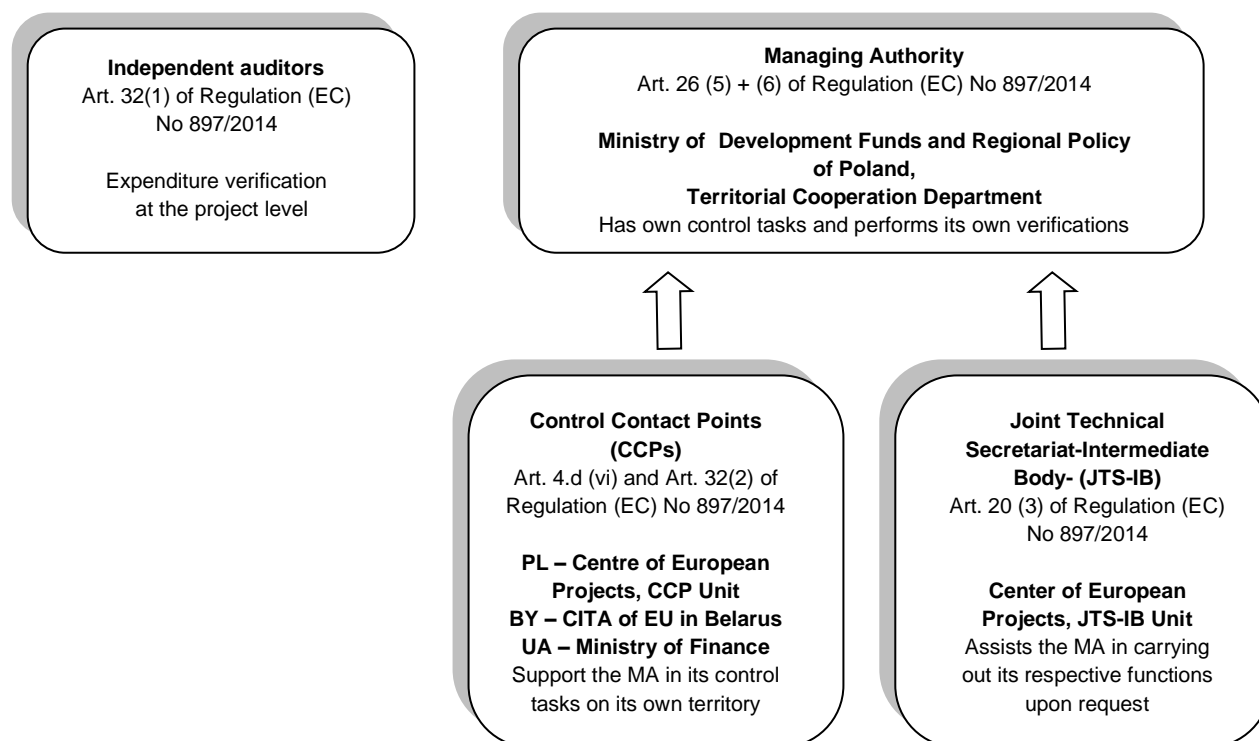 Independent auditors
Art. 32(1) of Regulation (EC)
No 897/2014
Expenditure verification
at the project level
Managing Authority
Art. 26 (5) + (6) of Regulation (EC) No 897/2014
Ministry of Development Funds and Regional Policy
of Poland,
Territorial Cooperation Department
Has own control tasks and performs its own verifications
Control Contact Points
(CCPs)
Art. 4.d (vi) and Art. 32(2) of
Regulation (EC) No 897/2014
PL – Centre of European
Projects, CCP Unit
BY – CITA of EU in Belarus
UA – Ministry of Finance
Support the MA in its control
tasks on its own territory
Joint Technical
Secretariat-Intermediate
Body- (JTS-IB)
Art. 20 (3) of Regulation (EC)
No 897/2014
Center of European
Projects, JTS-IB Unit
Assists the MA in carrying
out its respective functions
upon request